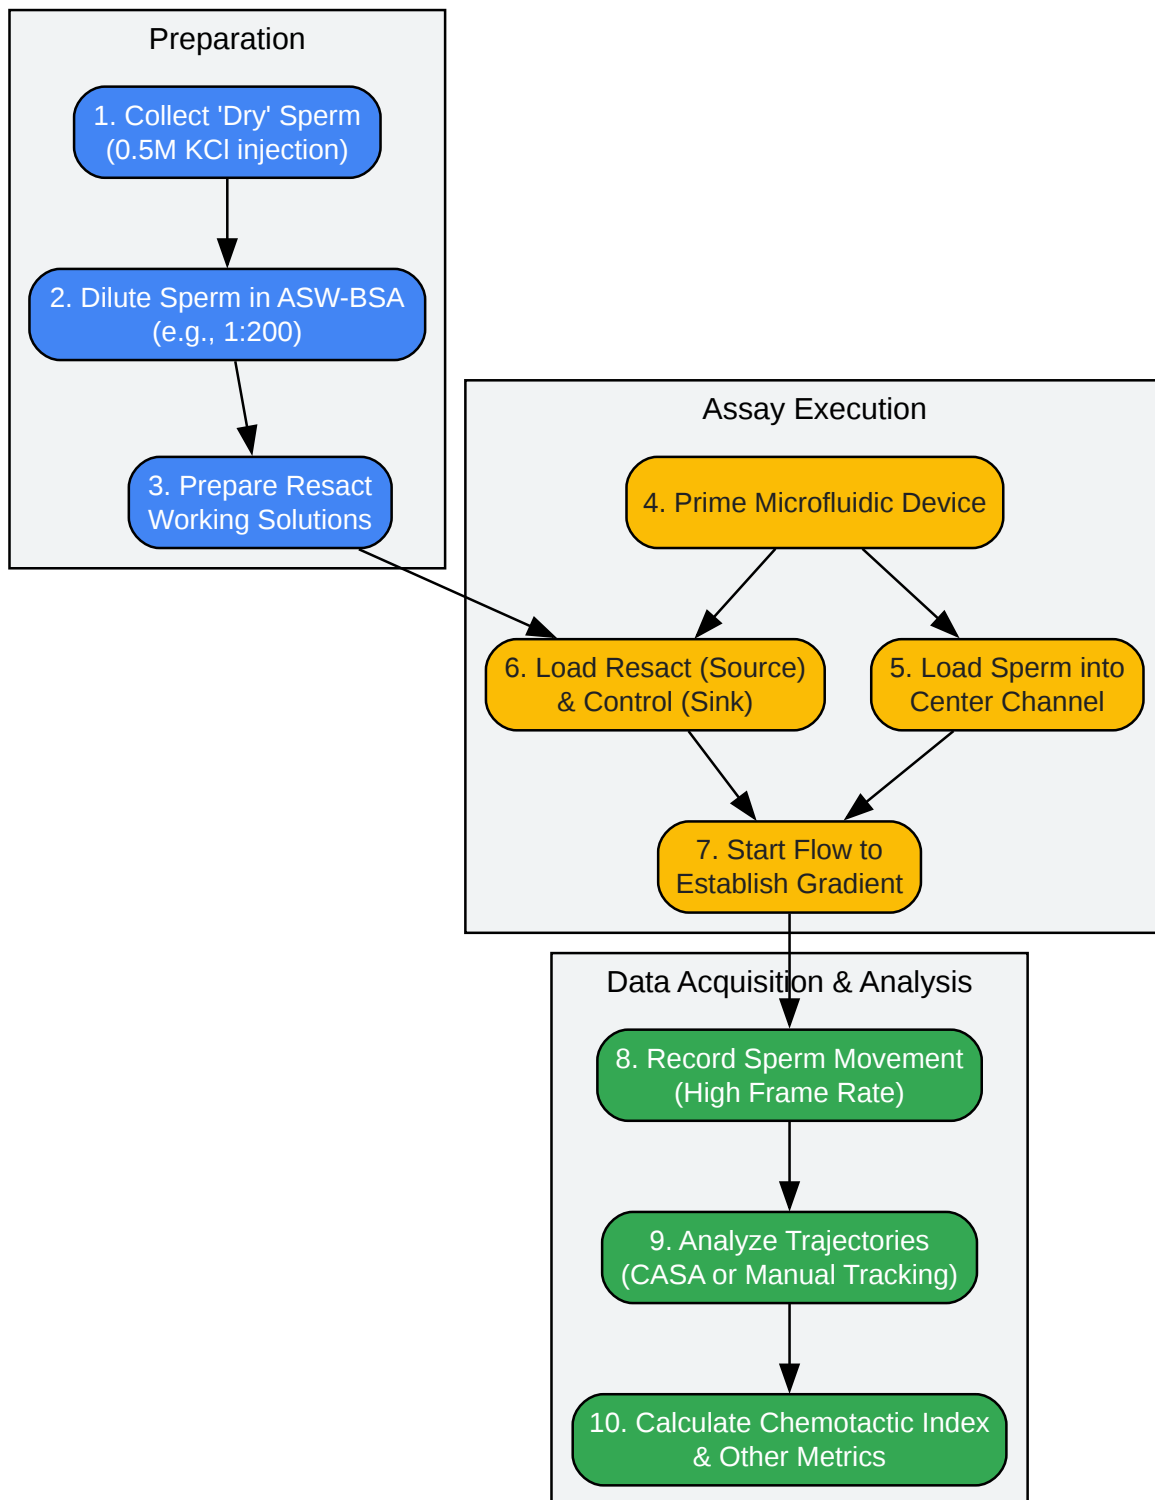 Preparation
1. Collect 'Dry' Sperm
(0.5M KCl injection)
2. Dilute Sperm in ASW-BSA
(e.g., 1:200)
3. Prepare Resact
Working Solutions
Assay Execution
4. Prime Microfluidic Device
6. Load Resact (Source)
& Control (Sink)
5. Load Sperm into
Center Channel
7. Start Flow to
Establish Gradient
Data Acquisition & Analysis
8. Record Sperm Movement
(High Frame Rate)
9. Analyze Trajectories
(CASA or Manual Tracking)
10. Calculate Chemotactic Index
& Other Metrics